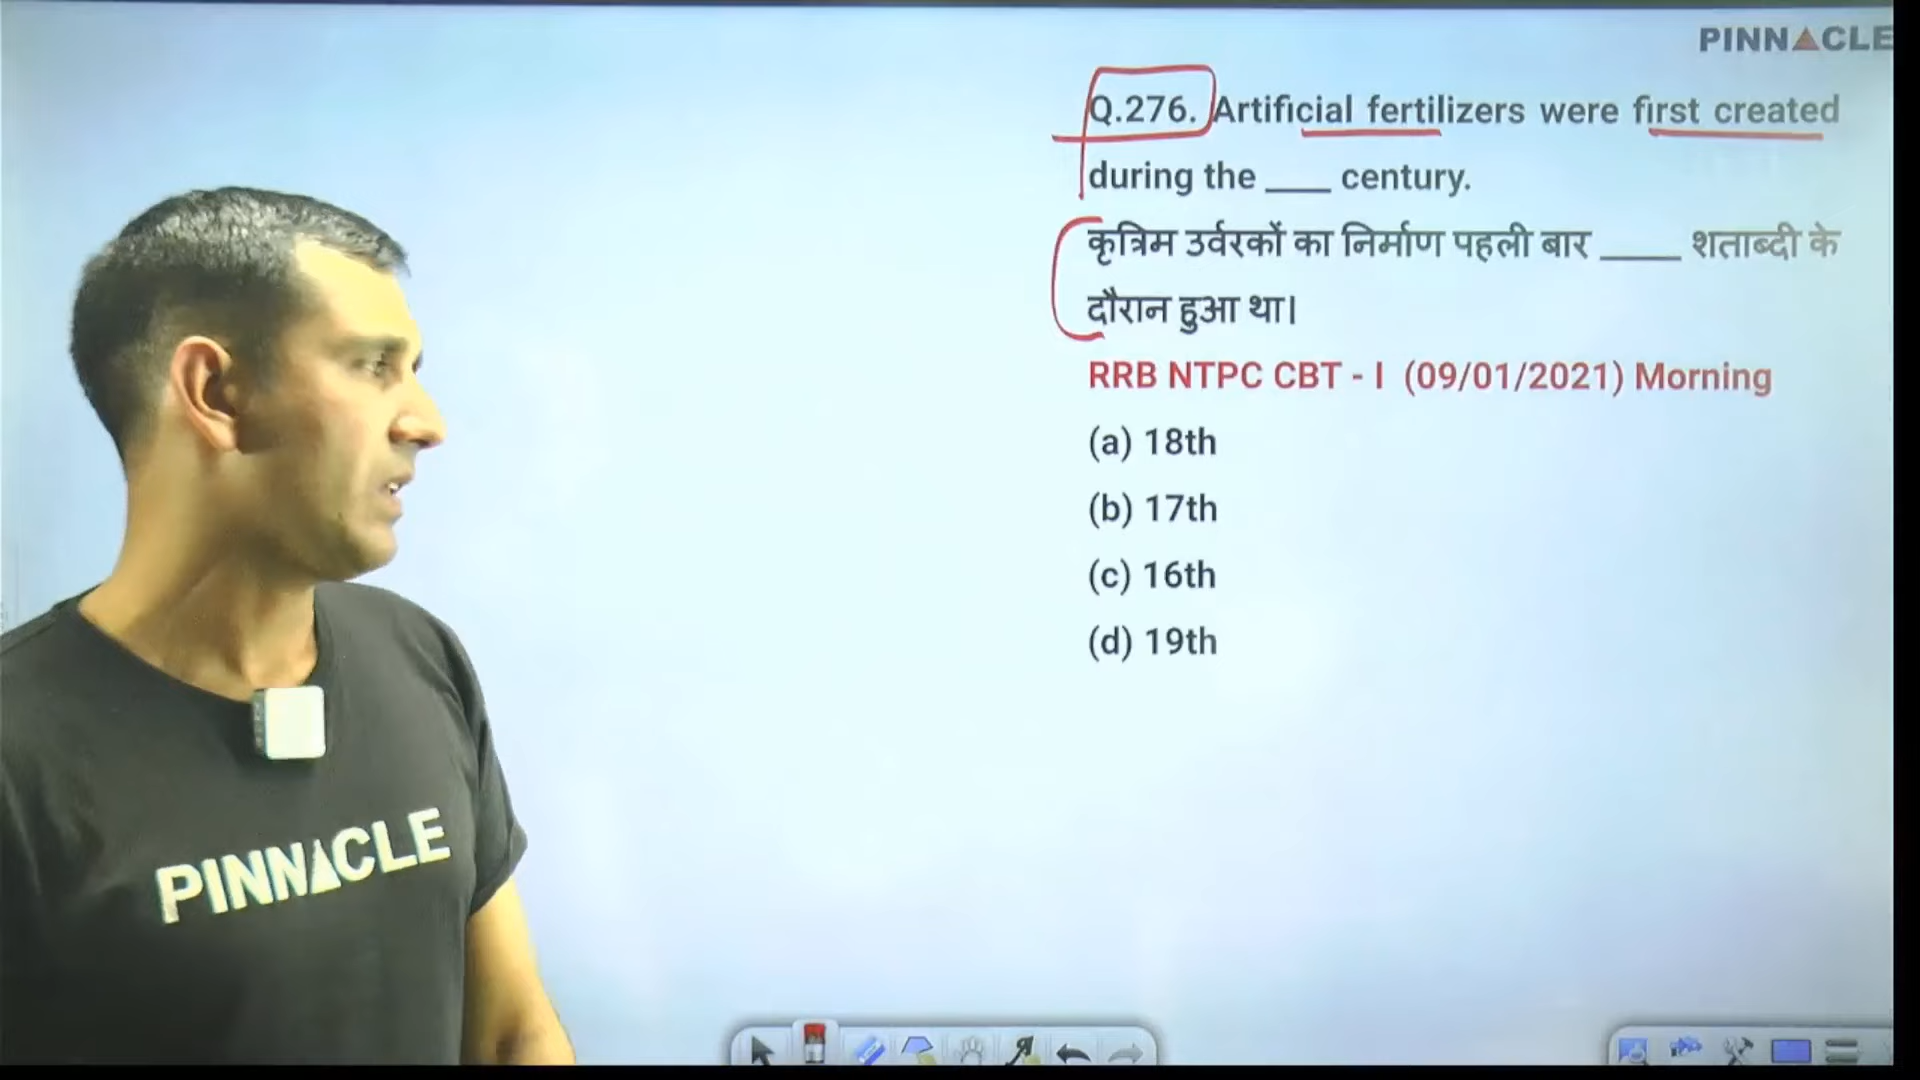 PINNACLE
Q.276. Artificial fertilizers were first created
during the ____ century.
कृत्रिम उर्वरकों का निर्माण पहली बार _____ शताब्दी के
दौरान हुआ था।
RRB NTPC CBT - I (09/01/2021) Morning
(a) 18th
(b) 17th
(c) 16th
(d) 19th
PINNACLE